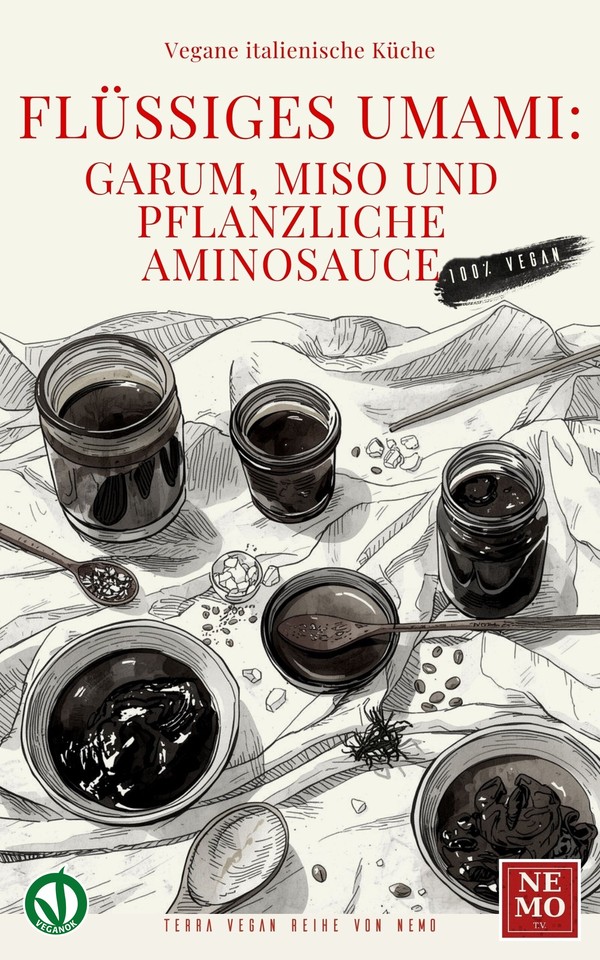 Vegane italienische Küche
FLÜSSIGES UMAMI:
GARUM, MISO UND
PFLANZLICHE
AMINOSAUCE
100% VEGAN
VEGANOK
TERRA VEGAN REIHE VON NEMO
NE
MO
T.V.